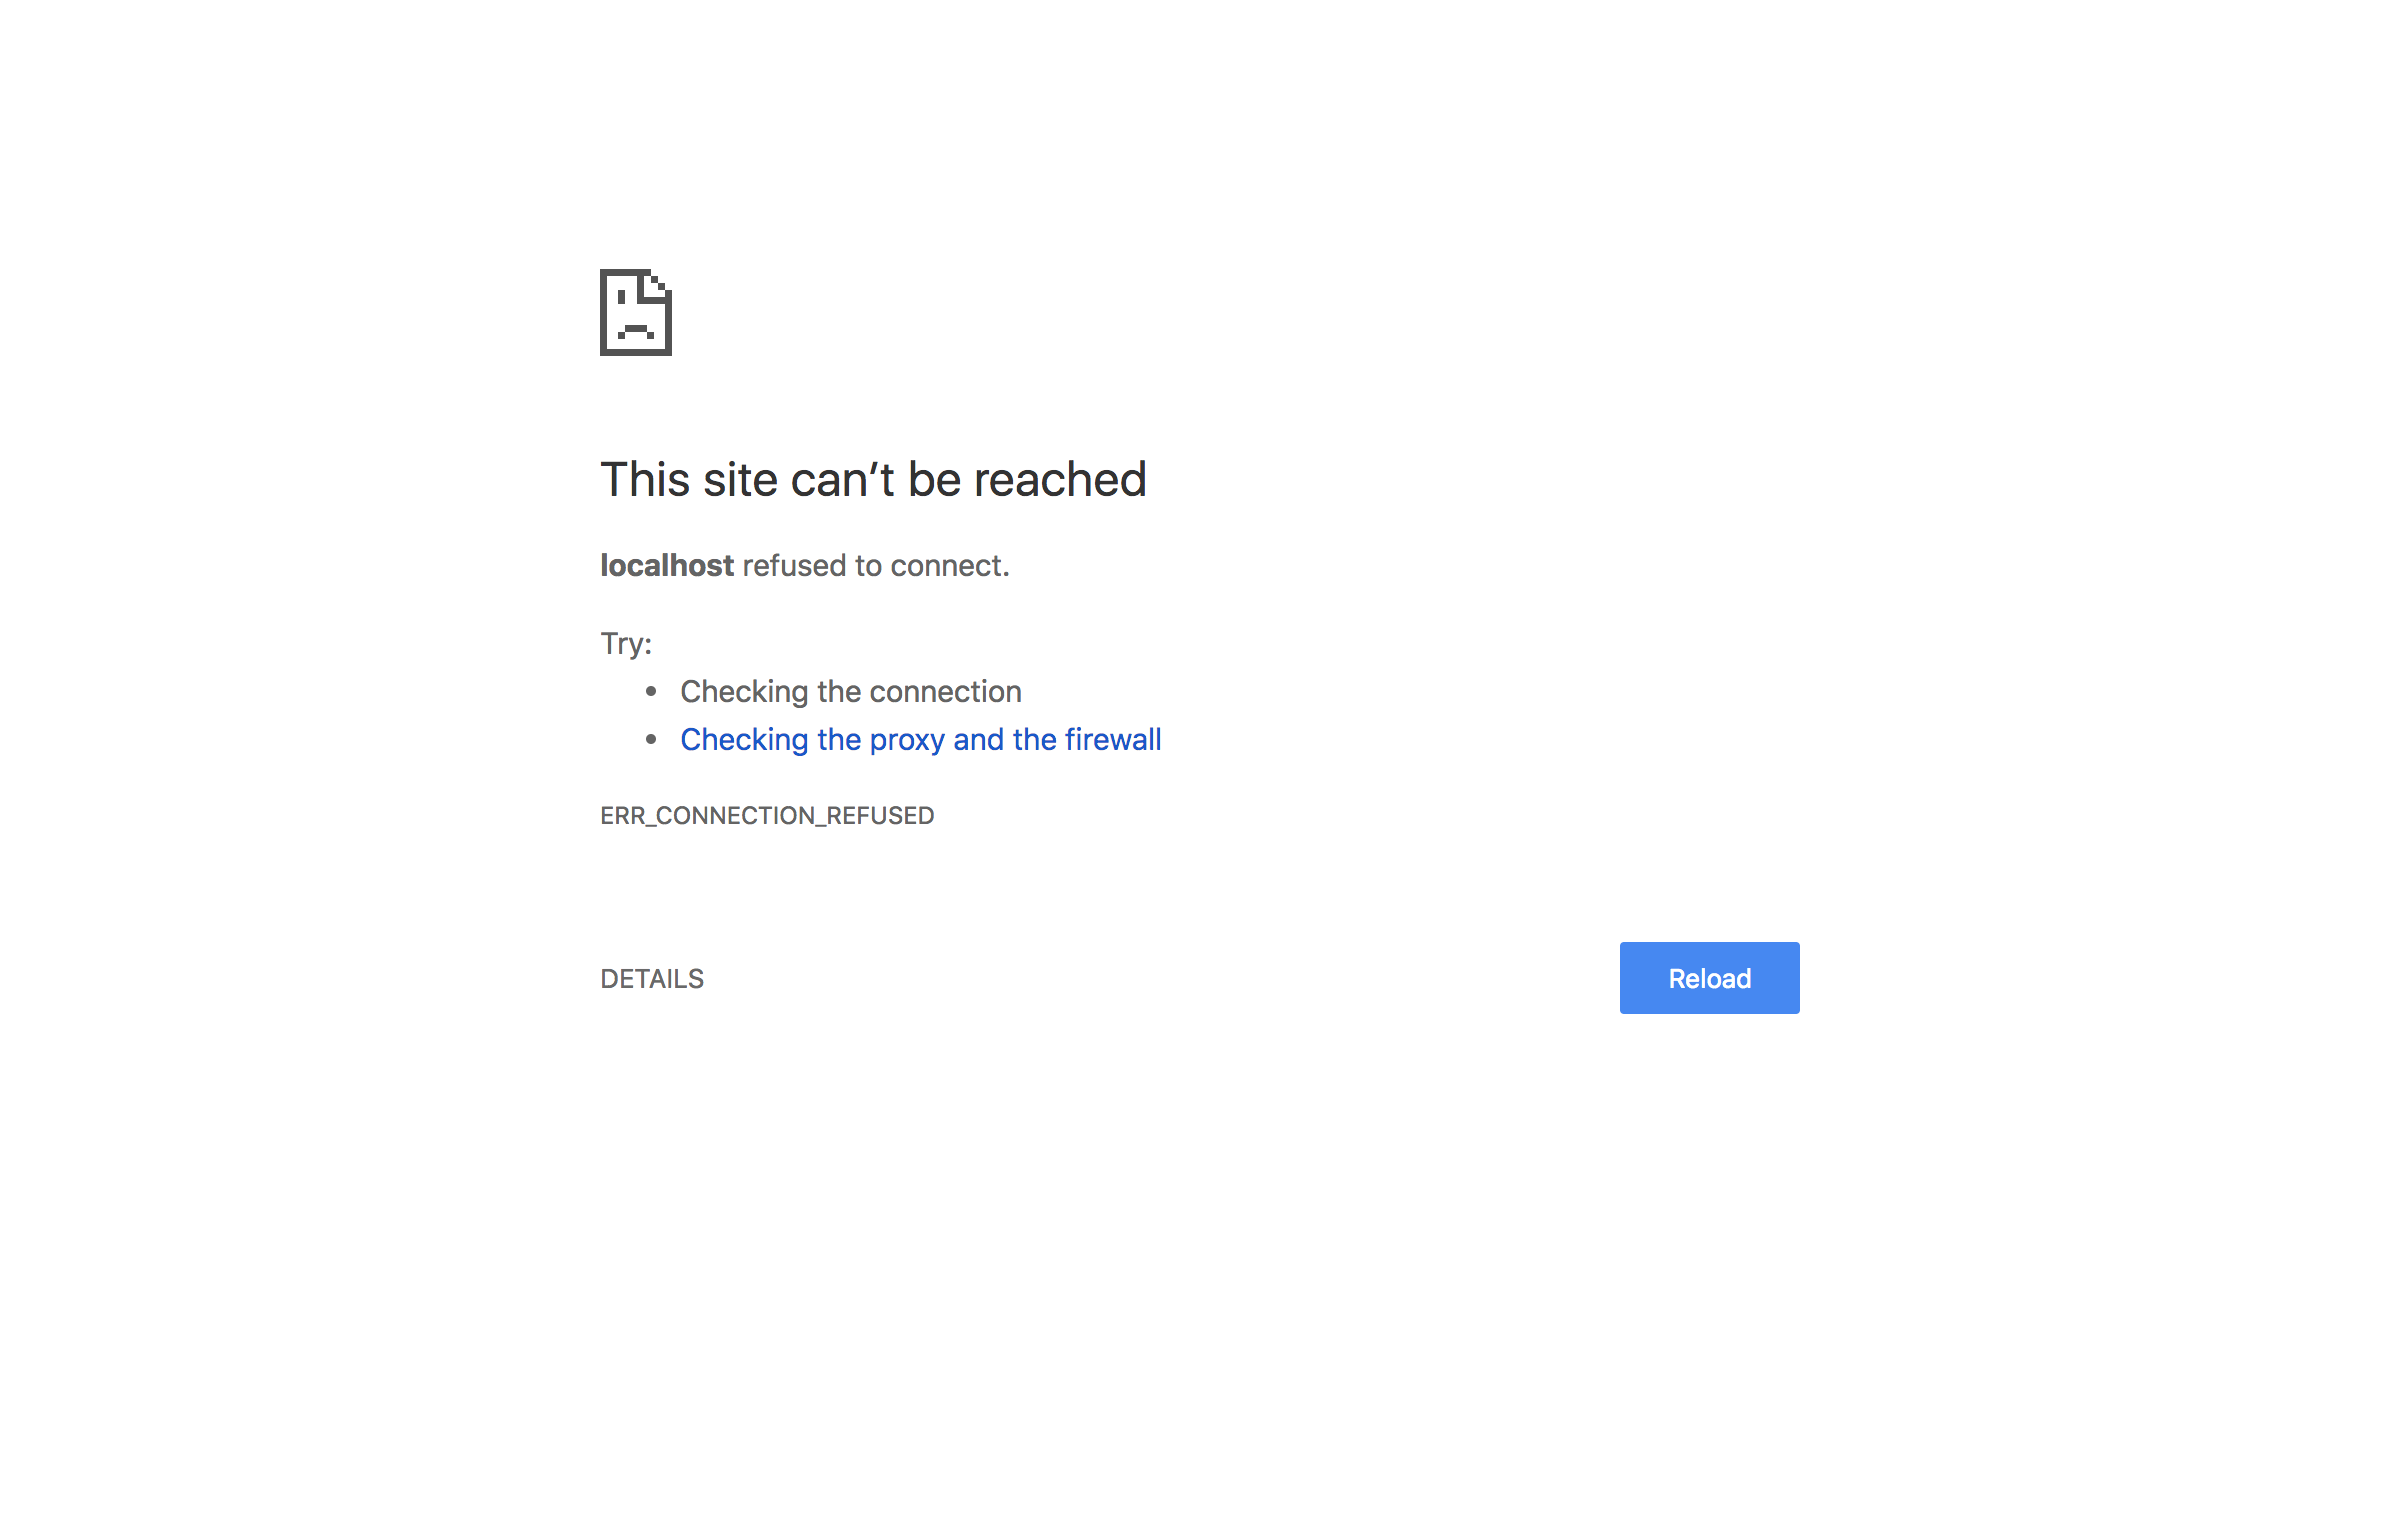 This site can’t be reached
localhost refused to connect.
Try:
• Checking the connection
• Checking the proxy and the firewall
ERR_CONNECTION_REFUSED
DETAILS
Reload